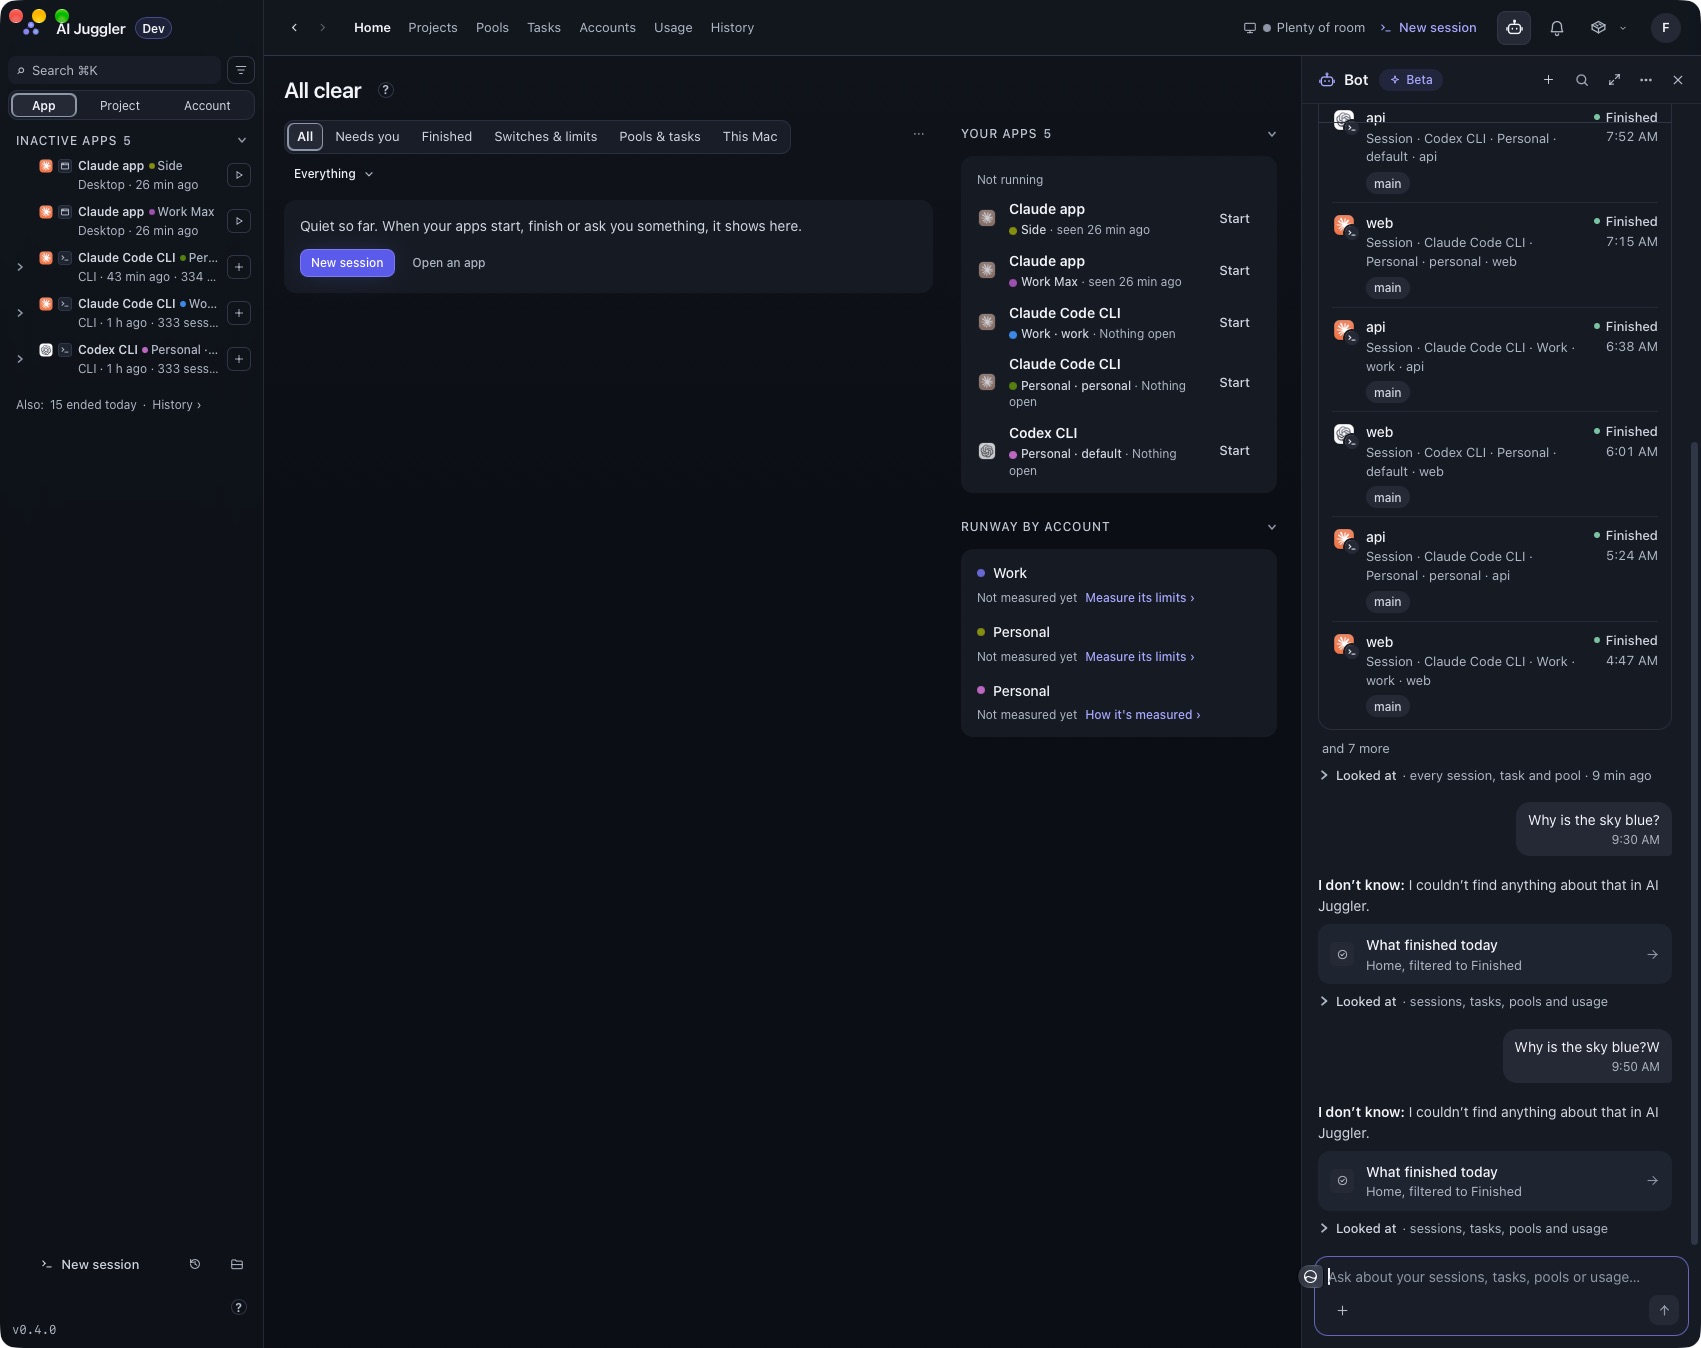 AI Juggler Dev
Search ⌘K
App Project Account
INACTIVE APPS 5
Claude app Side
Desktop · 26 min ago
Claude app Work Max
Desktop · 26 min ago
Claude Code CLI Per...
CLI · 43 min ago · 334 ...
Claude Code CLI Wo...
CLI · 1 h ago · 333 sess...
Codex CLI Personal ·...
CLI · 1 h ago · 333 sess...
Also: 15 ended today · History ›
New session
?
v0.4.0
Home Projects Pools Tasks Accounts Usage History
Plenty of room New session F
All clear ?
All Needs you Finished Switches & limits Pools & tasks This Mac ...
Everything
Quiet so far. When your apps start, finish or ask you something, it shows here.
New session Open an app
YOUR APPS 5
Not running
Claude app
Side · seen 26 min ago
Start
Claude app
Work Max · seen 26 min ago
Start
Claude Code CLI
Work · work · Nothing open
Start
Claude Code CLI
Personal · personal · Nothing
open
Start
Codex CLI
Personal · default · Nothing
open
Start
RUNWAY BY ACCOUNT
Work
Not measured yet Measure its limits ›
Personal
Not measured yet Measure its limits ›
Personal
Not measured yet How it's measured ›
Bot Beta
api Finished
Session · Codex CLI · Personal · 7:52 AM
default · api
main
web Finished
Session · Claude Code CLI · 7:15 AM
Personal · personal · web
main
api Finished
Session · Claude Code CLI · Work · 6:38 AM
work · api
main
web Finished
Session · Codex CLI · Personal · 6:01 AM
default · web
main
api Finished
Session · Claude Code CLI · 5:24 AM
Personal · personal · api
main
web Finished
Session · Claude Code CLI · Work · 4:47 AM
work · web
main
and 7 more
Looked at · every session, task and pool · 9 min ago
Why is the sky blue?
9:30 AM
I don’t know: I couldn’t find anything about that in AI
Juggler.
What finished today
Home, filtered to Finished
Looked at · sessions, tasks, pools and usage
Why is the sky blue?W
9:50 AM
I don’t know: I couldn’t find anything about that in AI
Juggler.
What finished today
Home, filtered to Finished
Looked at · sessions, tasks, pools and usage
Ask about your sessions, tasks, pools or usage...